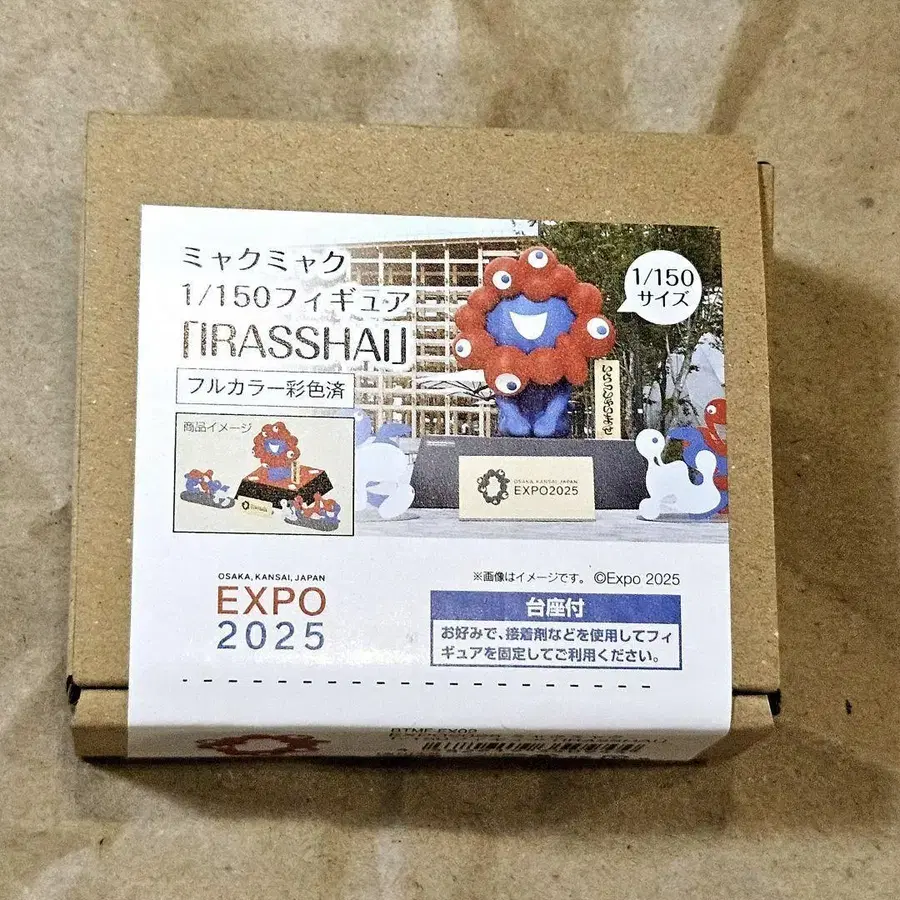 ミャクミャク
1/150フィギュア
「IRASSHAI」
フルカラー彩色済
1/150
サイズ
いらっしゃいませ
商品イメージ
OSAKA, KANSAI, JAPAN
EXPO2025
※画像はイメージです。 ©Expo 2025
OSAKA, KANSAI, JAPAN
EXPO
2025
台座付
お好みで、接着剤などを使用してフィ
ギュアを固定してご利用ください。